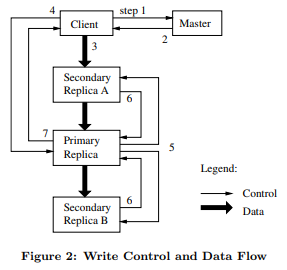 4
step 1
Client
Master
3
2
Secondary
Replica A
6
7
Primary
Replica
5
Legend:
Control
Data
6
Secondary
Replica B
Figure 2: Write Control and Data Flow